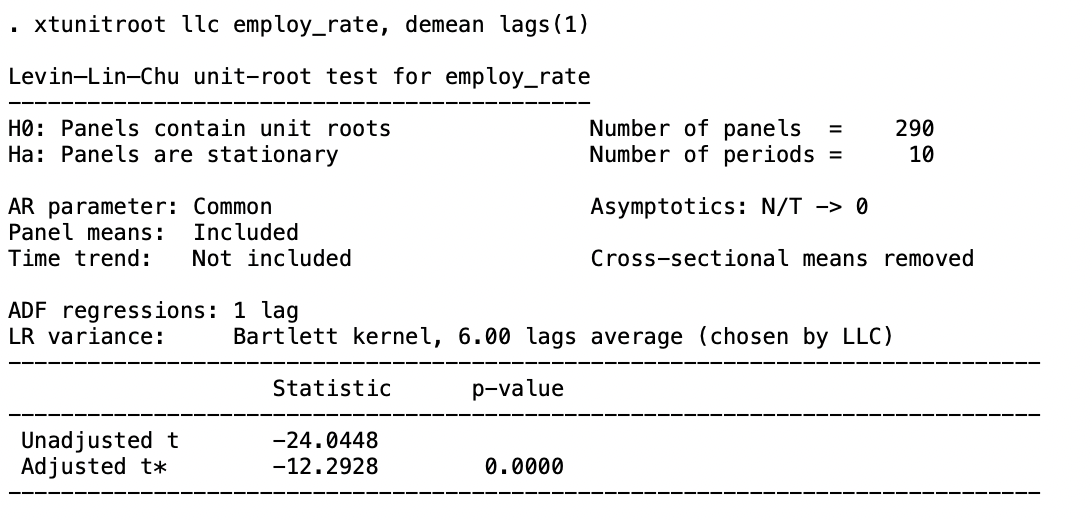 . xtunitroot llc employ_rate, demean lags(1)
Levin–Lin–Chu unit-root test for employ_rate
H0: Panels contain unit roots Number of panels = 290
Ha: Panels are stationary Number of periods = 10
AR parameter: Common Asymptotics: N/T -> 0
Panel means: Included
Time trend: Not included Cross-sectional means removed
ADF regressions: 1 lag
LR variance: Bartlett kernel, 6.00 lags average (chosen by LLC)
Statistic p-value
Unadjusted t -24.0448
Adjusted t* -12.2928 0.0000